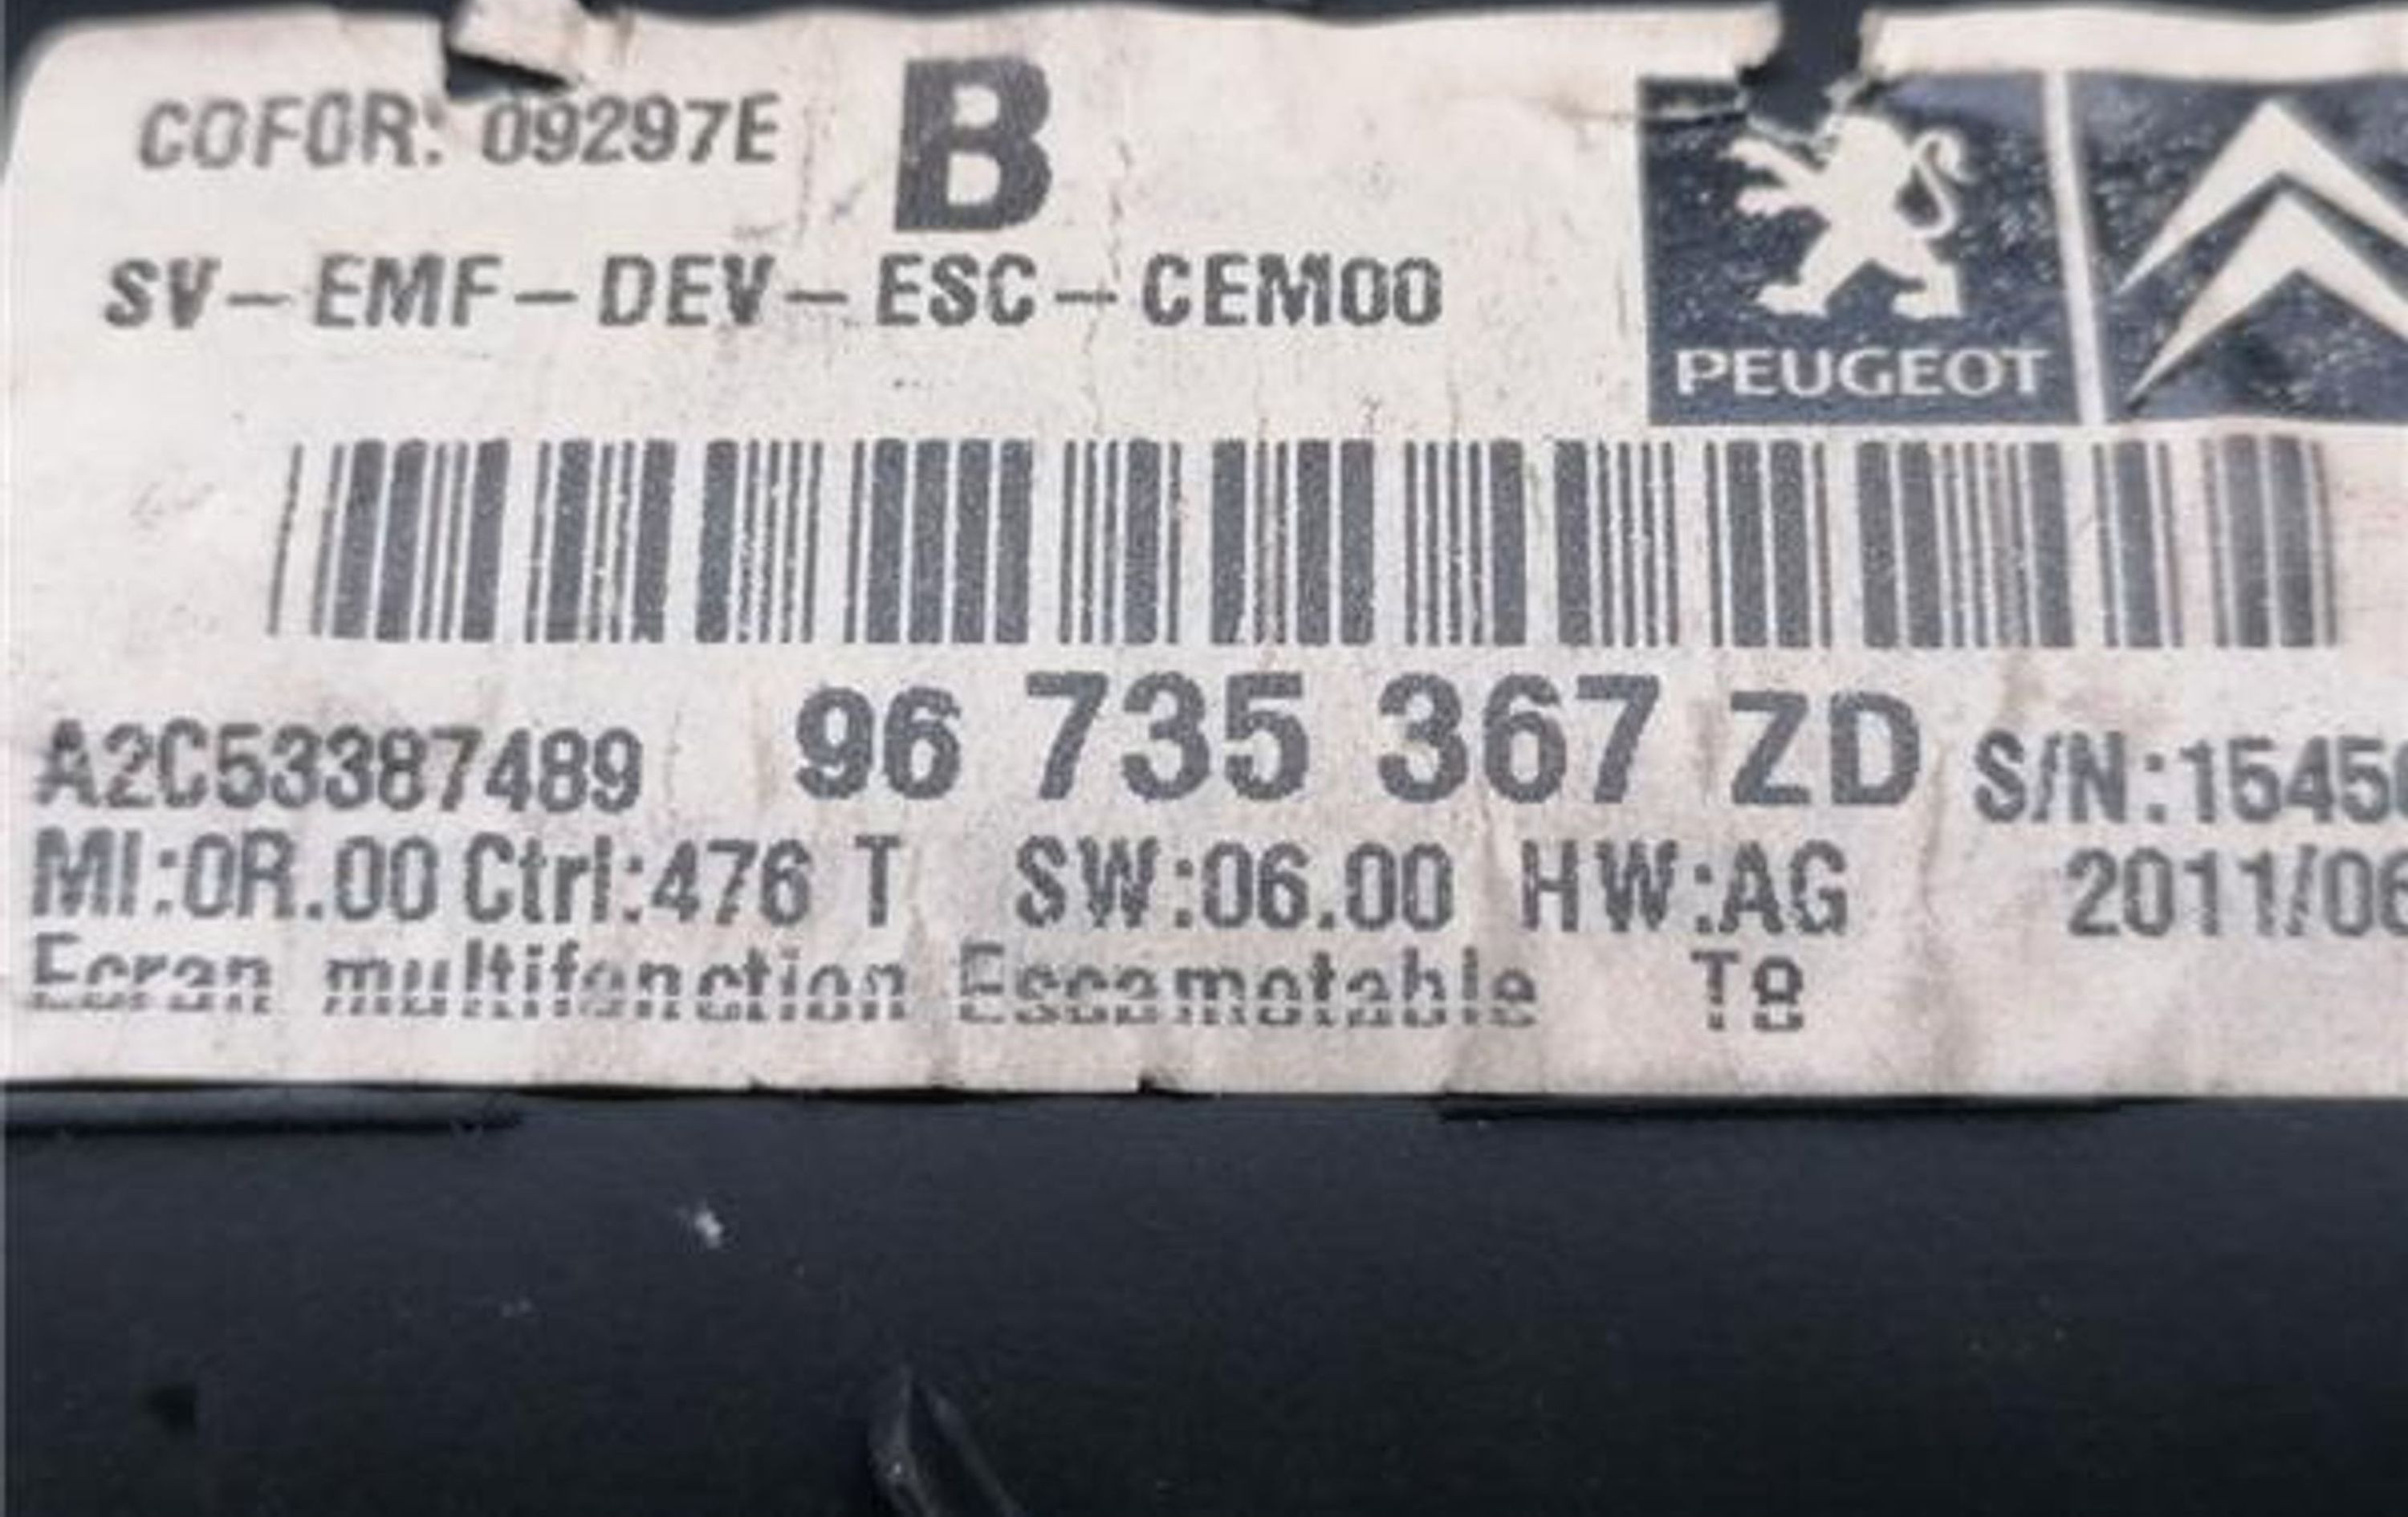 COFOR: 09297E B
SV-EMF-DEV-ESC-CEM00
PEUGEOT
A2C53387489 96 735 367 ZD S/N:1545
MI:0R.00 Ctrl:476 T SW:06.00 HW:AG 2011/06
Ecran multifonction Escamotable T8